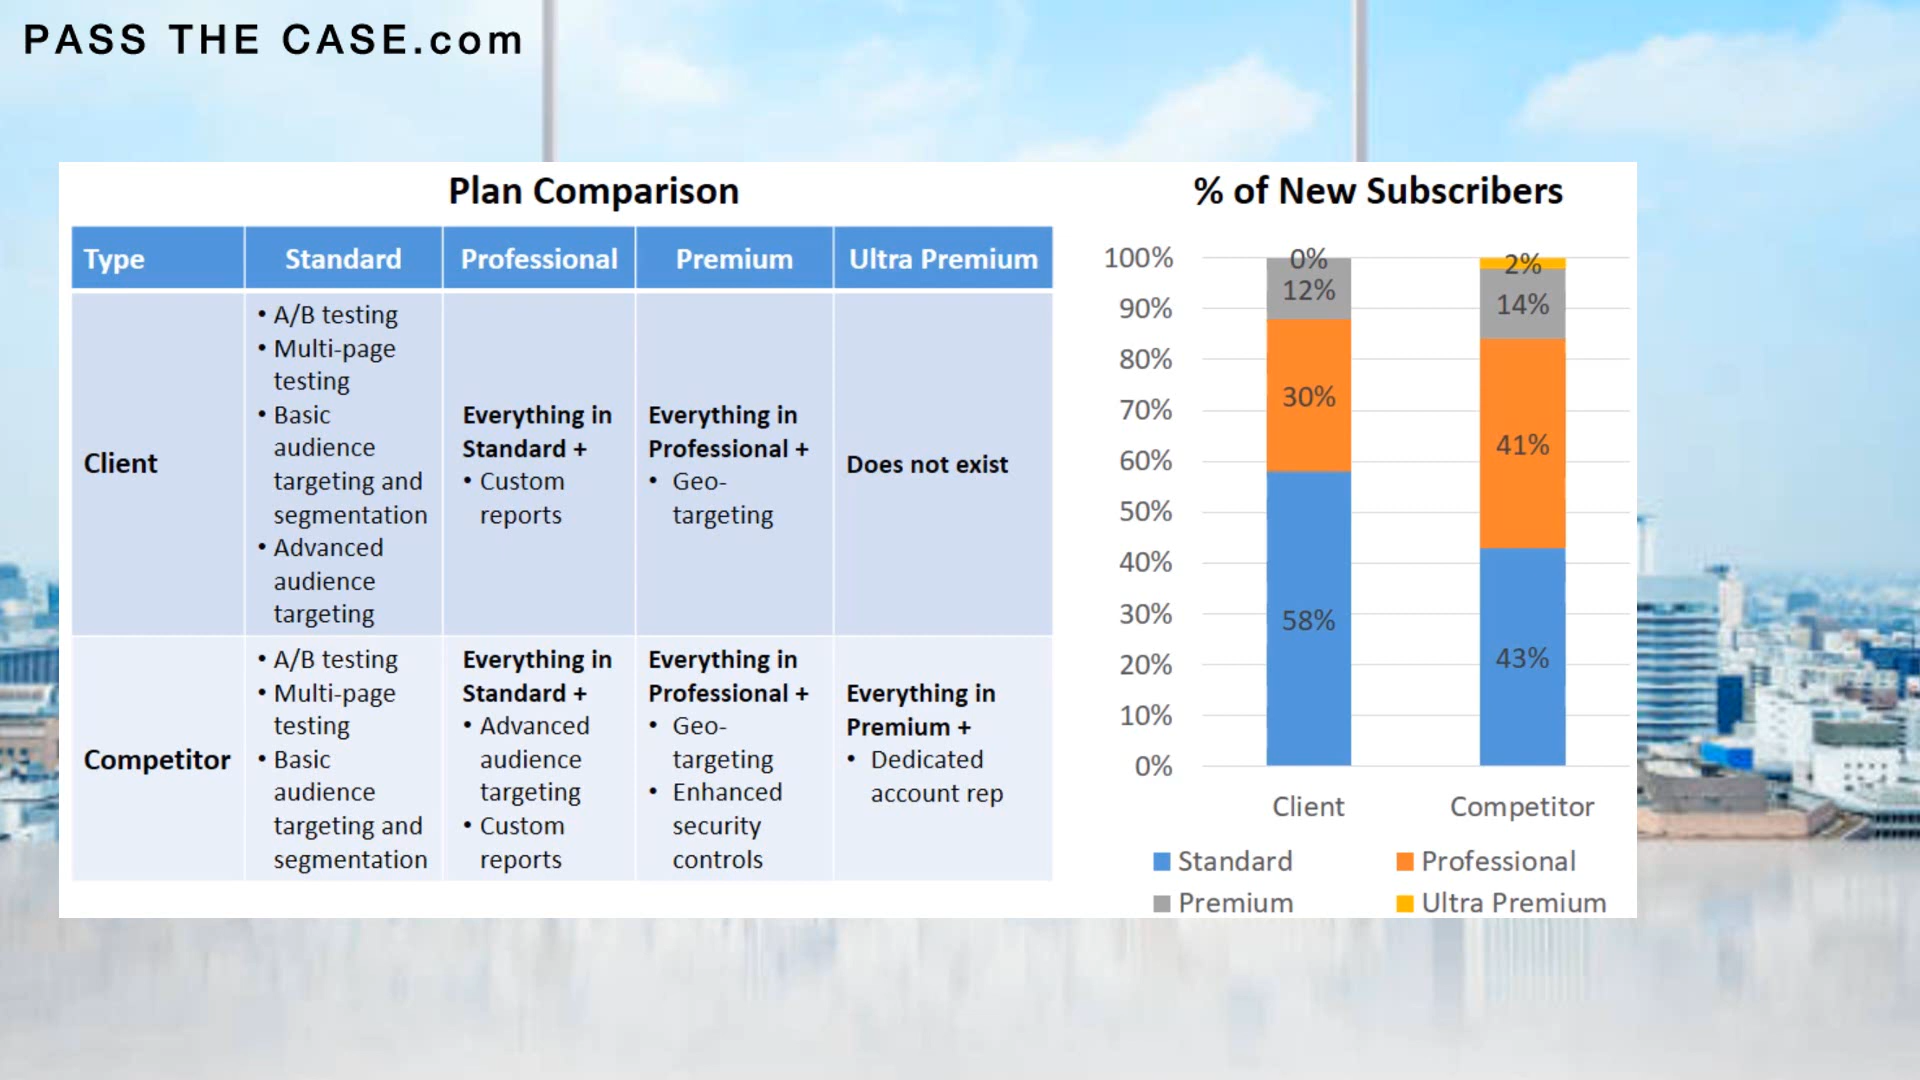 PASS THE CASE.com
Plan Comparison
Type
Standard
Professional
Premium
Ultra Premium
Client
• A/B testing
• Multi-page
testing
• Basic
audience
targeting and
segmentation
• Advanced
audience
targeting
Everything in
Standard +
• Custom
reports
Everything in
Professional +
• Geo-
targeting
Does not exist
Competitor
• A/B testing
• Multi-page
testing
• Basic
audience
targeting and
segmentation
Everything in
Standard +
• Advanced
audience
targeting
• Custom
reports
Everything in
Professional +
• Geo-
targeting
• Enhanced
security
controls
Everything in
Premium +
• Dedicated
account rep
% of New Subscribers
100%
90%
80%
70%
60%
50%
40%
30%
20%
10%
0%
0%
12%
30%
58%
2%
14%
41%
43%
Client
Competitor
Standard
Professional
Premium
Ultra Premium